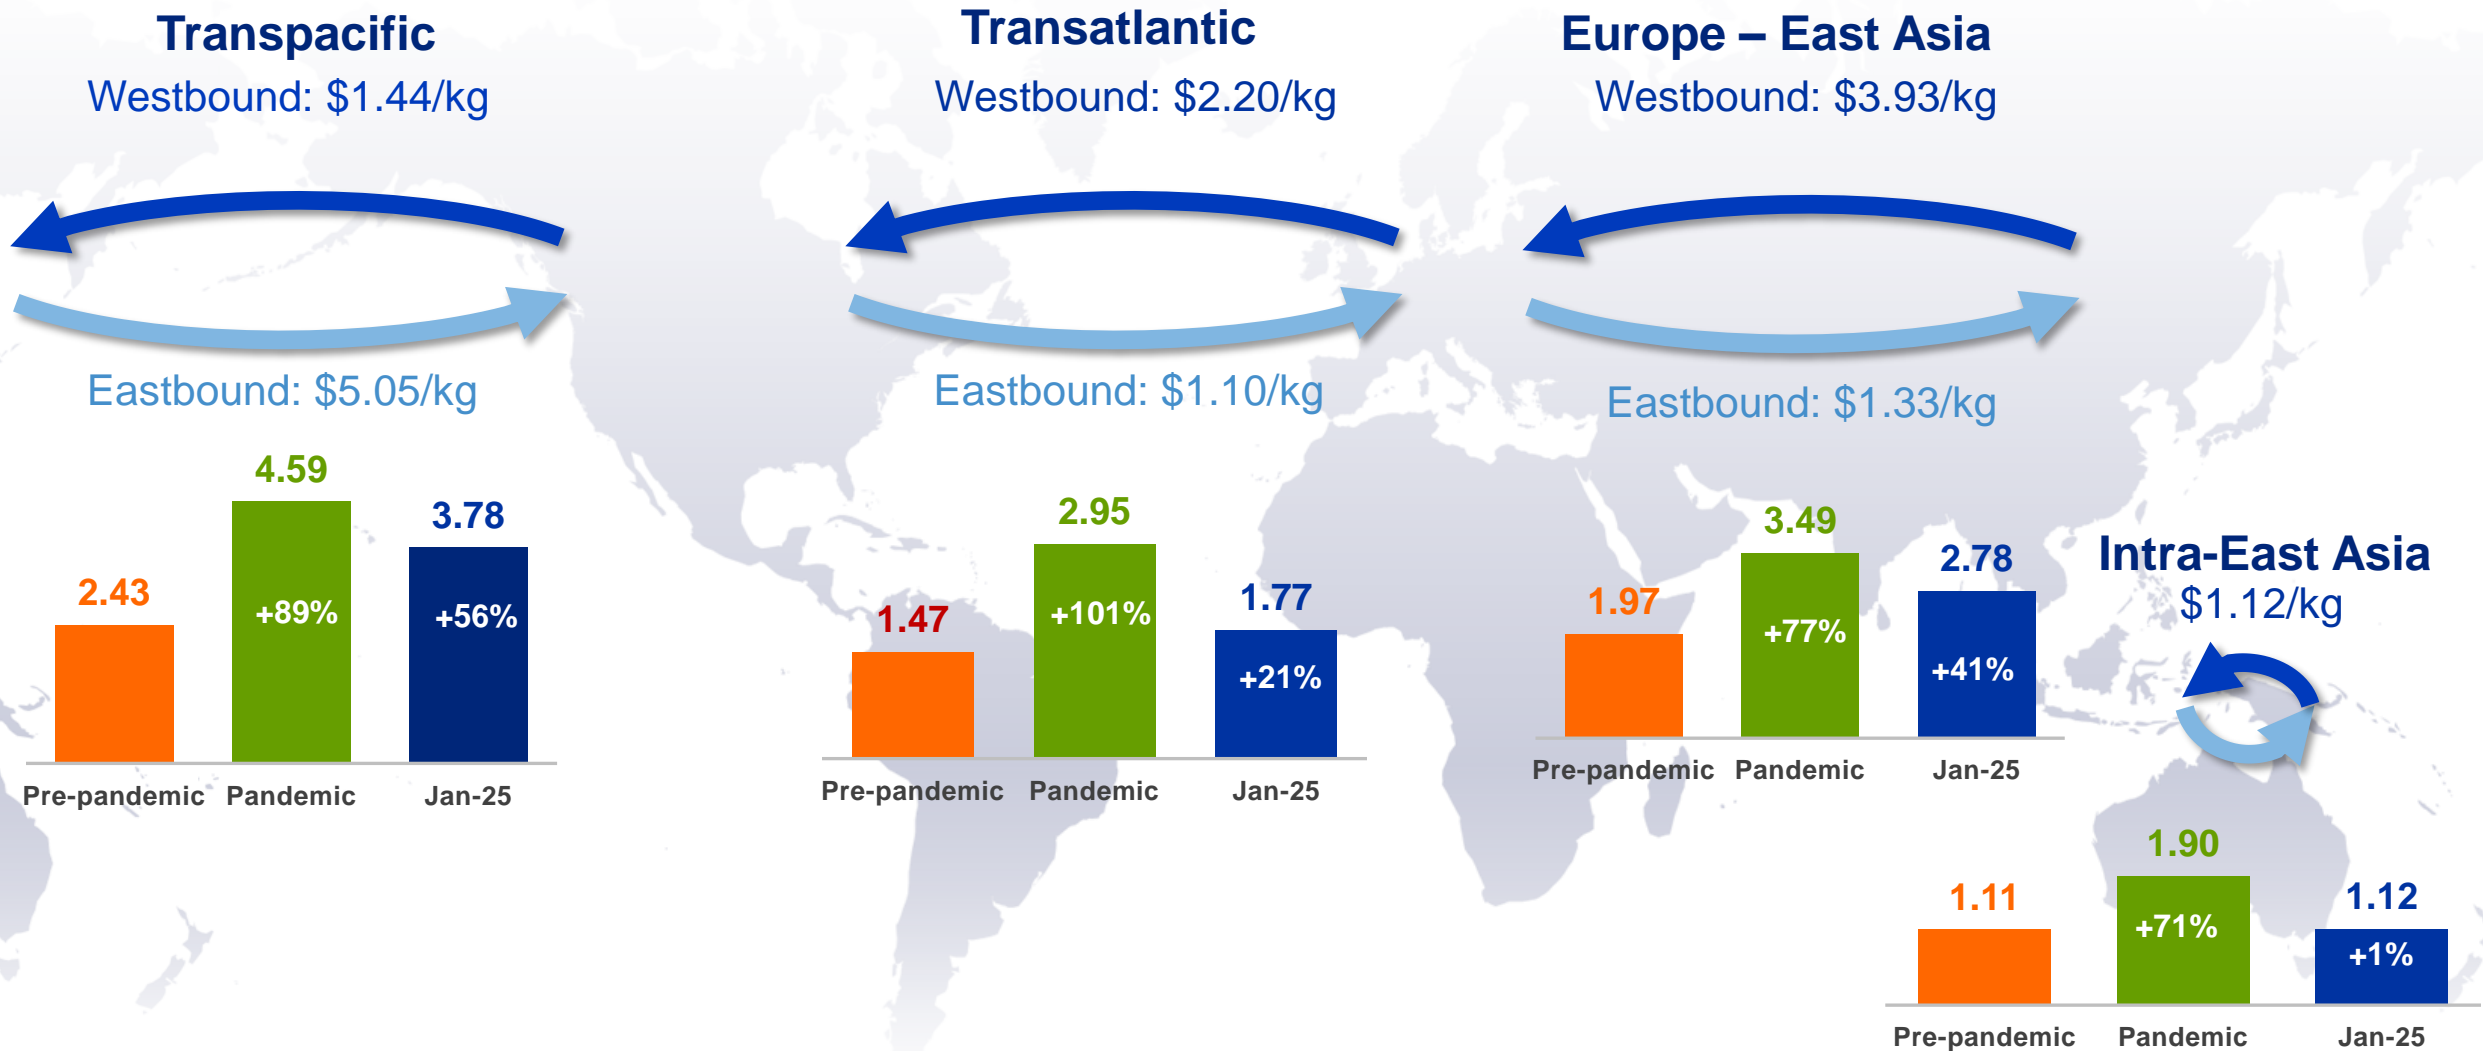 Transpacific
Westbound: $1.44/kg
Eastbound: $5.05/kg
4.59
3.78
2.43
+89%
+56%
Pre-pandemic Pandemic Jan-25
Transatlantic
Westbound: $2.20/kg
Eastbound: $1.10/kg
2.95
1.77
1.47
+101%
+21%
Pre-pandemic Pandemic Jan-25
Europe – East Asia
Westbound: $3.93/kg
Eastbound: $1.33/kg
3.49
2.78
1.97
+77%
+41%
Pre-pandemic Pandemic Jan-25
Intra-East Asia
$1.12/kg
1.90
1.11
1.12
+71%
+1%
Pre-pandemic Pandemic Jan-25